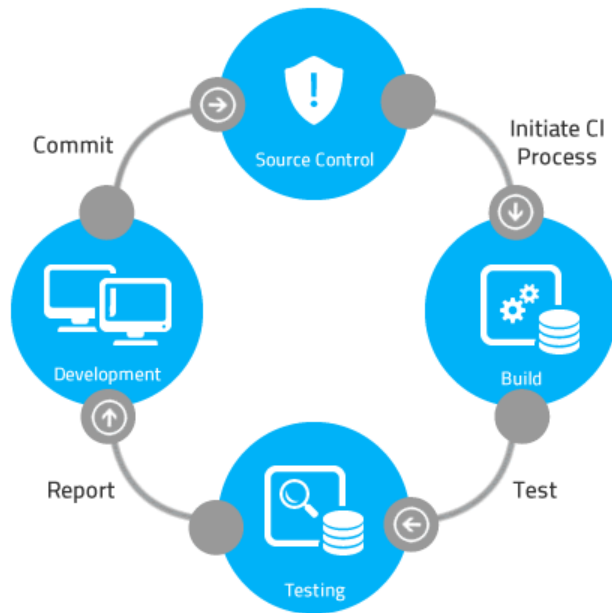 Source Control
Initiate CI
Process
Commit
Development
Build
Report
Test
Testing